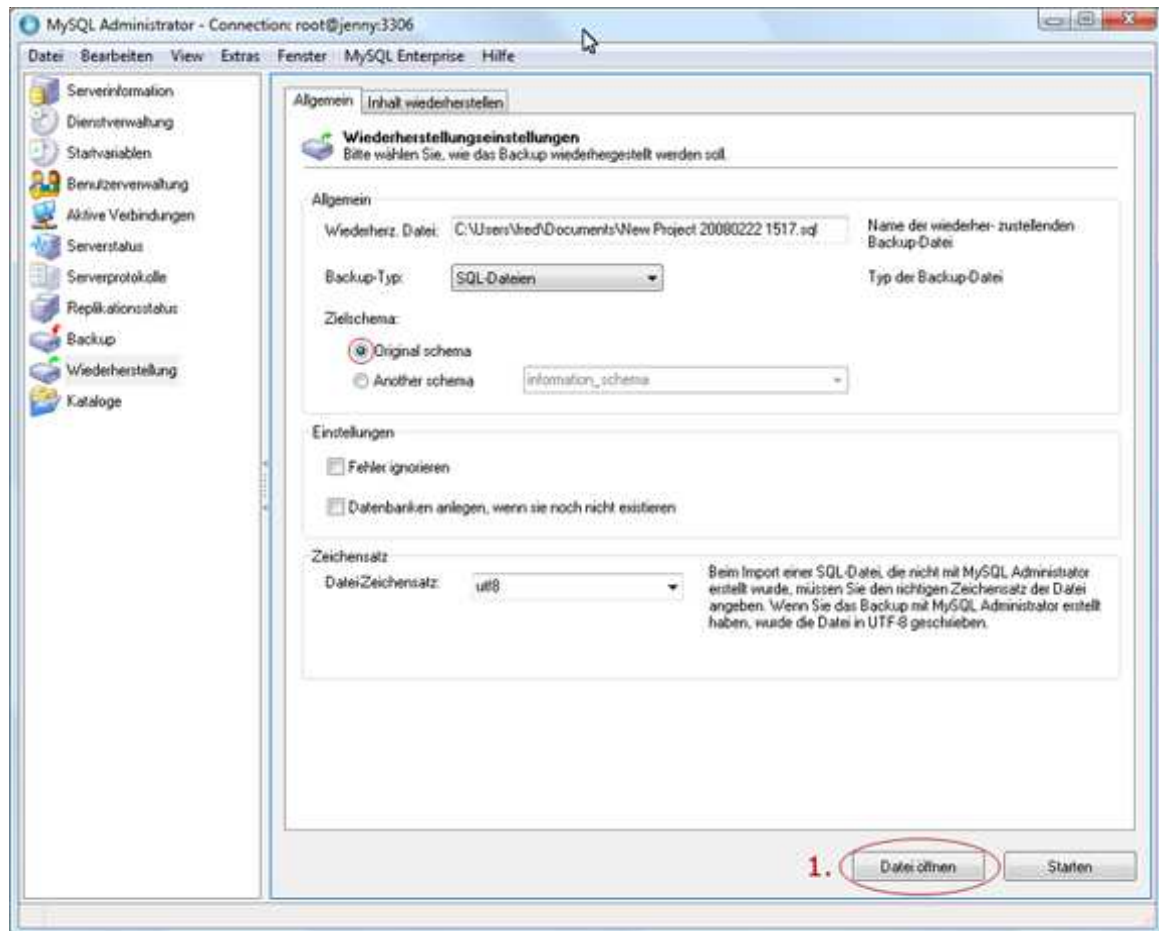 MySQL Administrator - Connection: root@jenny:3306
Datei Bearbeiten View Extras Fenster MySQL Enterprise Hilfe
Serverinformation
Dienstverwaltung
Startvariablen
Benutzerverwaltung
Aktive Verbindungen
Serverstatus
Serverprotokolle
Replikationsstatus
Backup
Wiederherstellung
Kataloge
Allgemein Inhalt wiederherstellen
Wiederherstellungseinstellungen
Bitte wählen Sie, wie das Backup wiederhergestellt werden soll.
Allgemein
Wiederherz. Datei: C:\Users\fred\Documents\New Project 20080222 1517.sql
Name der wiederher- zustellenden
Backup-Datei
Backup-Typ: SQL-Dateien Typ der Backup-Datei
Zielschema:
Original schema
Another schema information_schema
Einstellungen
Fehler ignorieren
Datenbanken anlegen, wenn sie noch nicht existieren
Zeichensatz
DateiZeichensatz: utf8
Beim Import einer SQL-Datei, die nicht mit MySQL Administrator
erstellt wurde, müssen Sie den richtigen Zeichensatz der Datei
angeben. Wenn Sie das Backup mit MySQL Administrator erstellt
haben, wurde die Datei in UTF-8 geschrieben.
1. Datei öffnen Starten